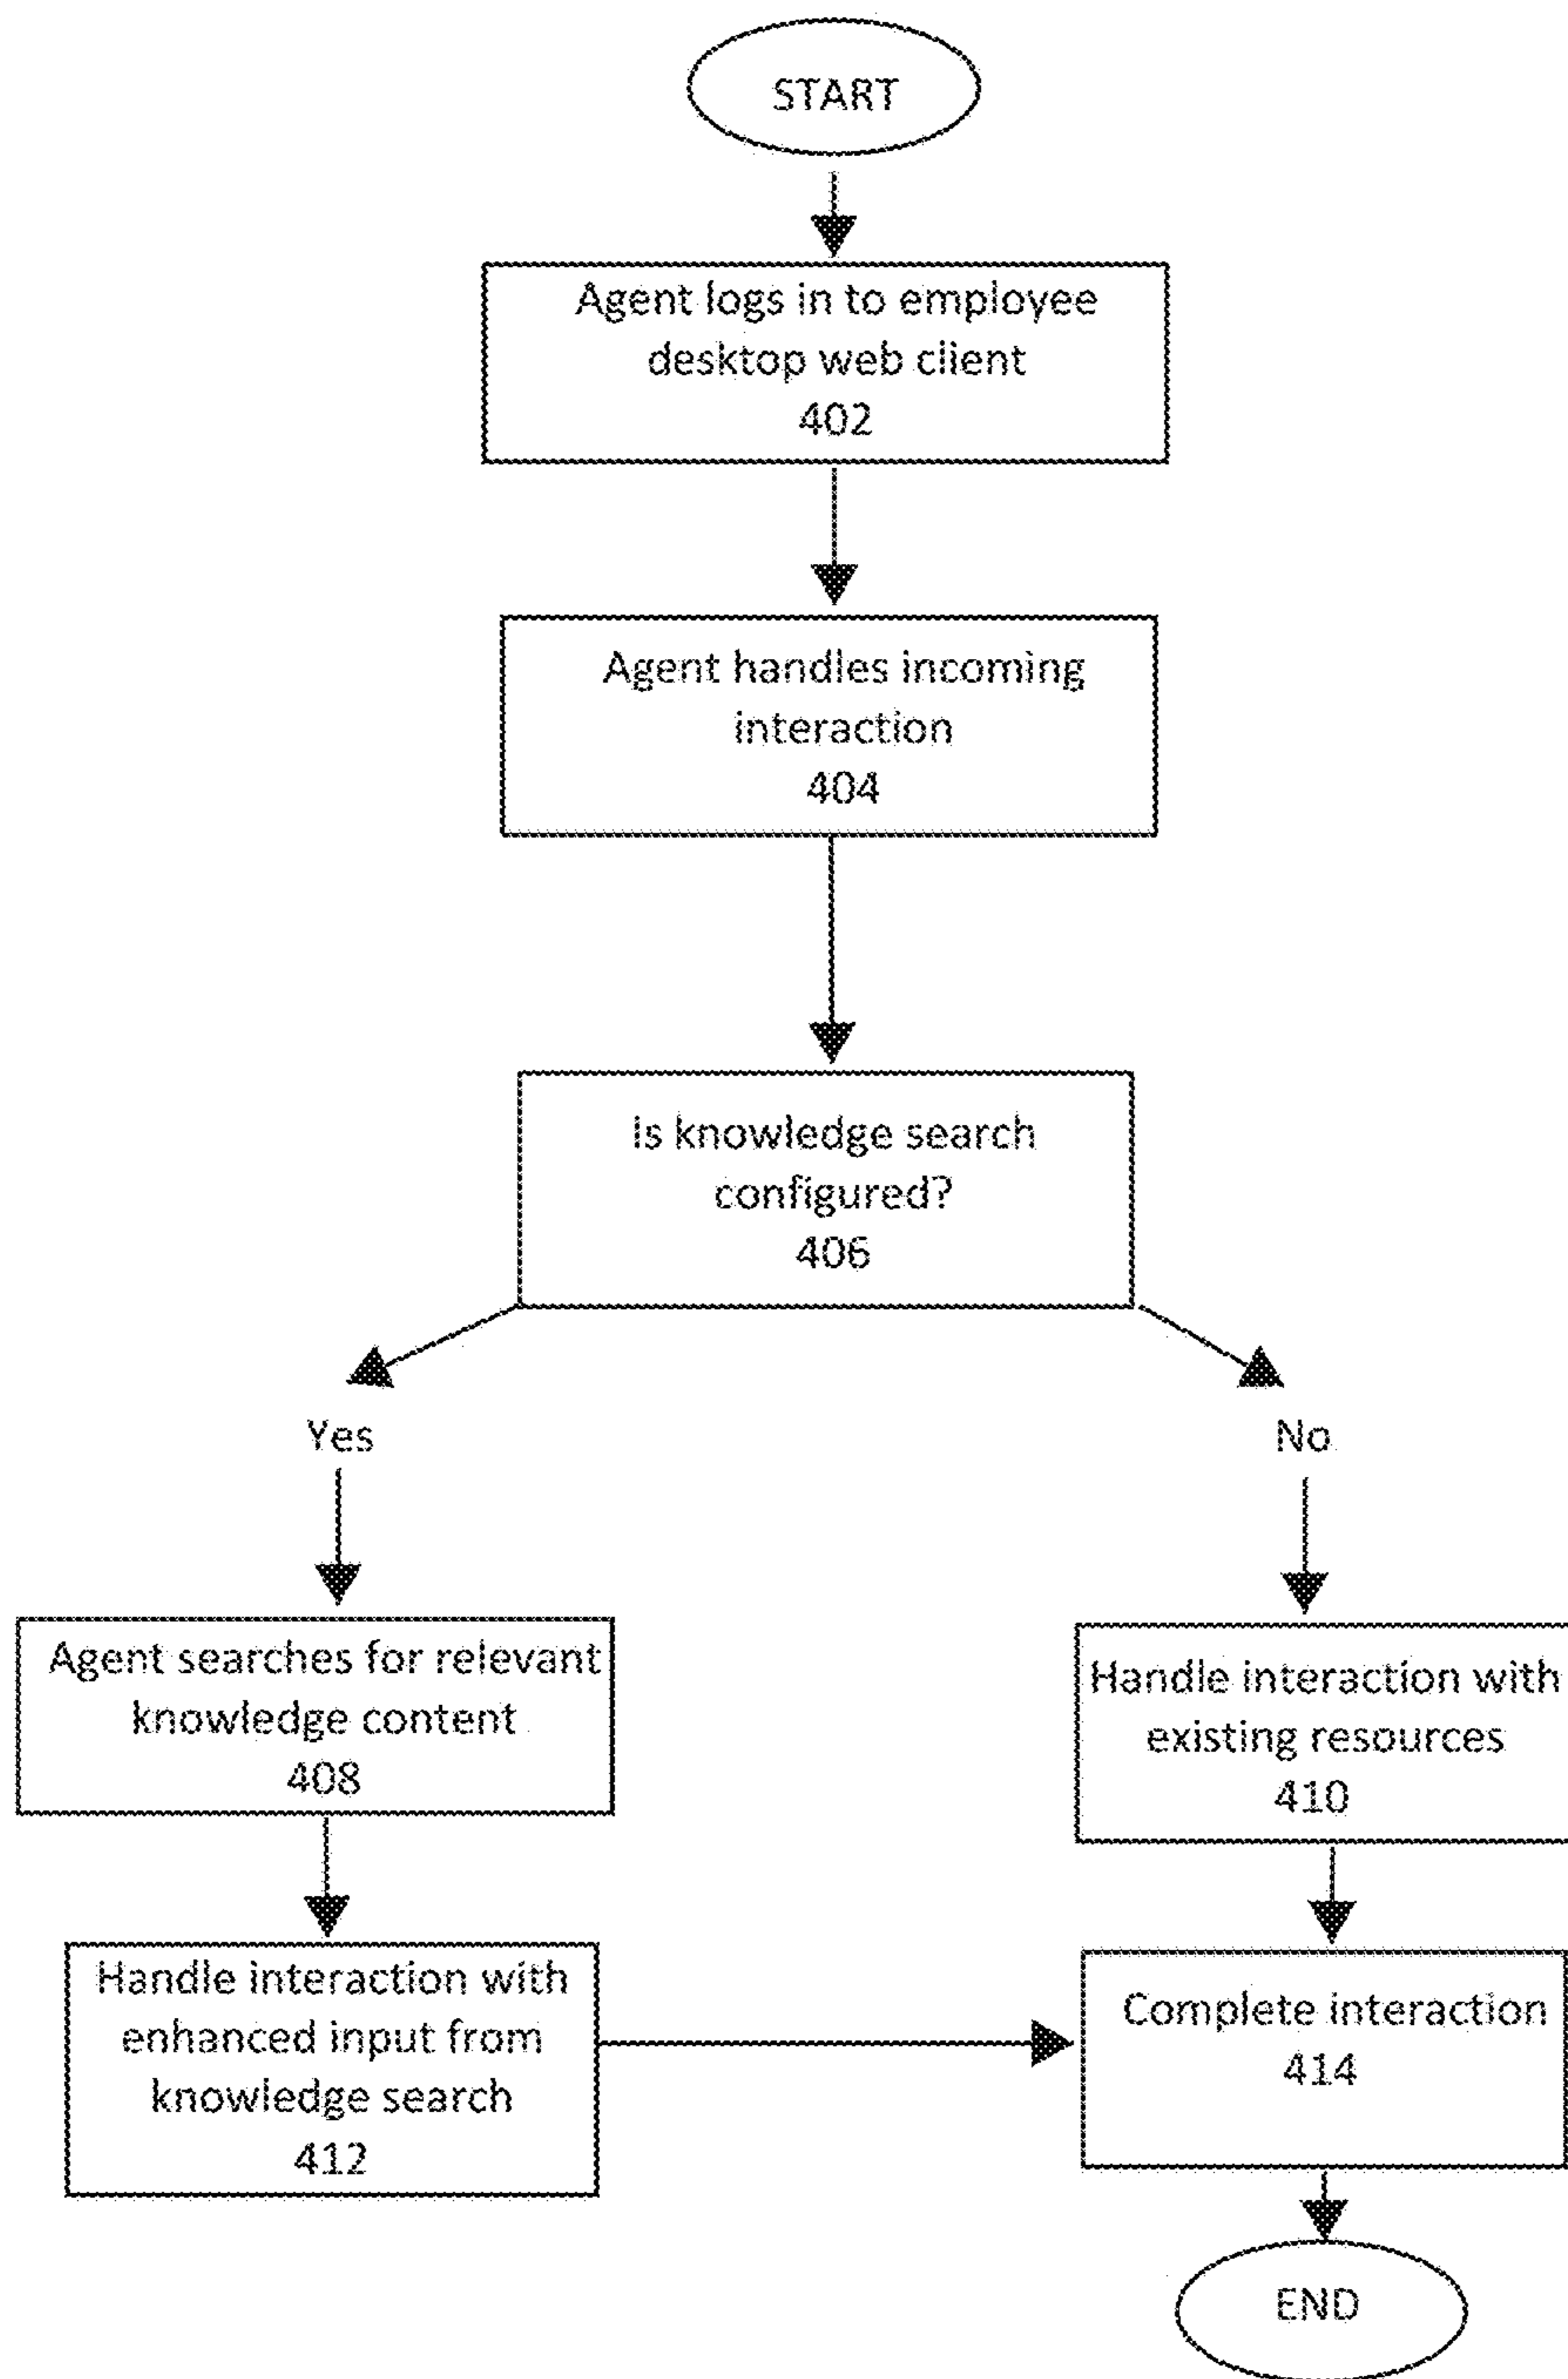 START
Agent logs in to employee
desktop web client
402
Agent handles incoming
interaction
404
Is knowledge search
configured?
406
Yes
No
Agent searches for relevant
knowledge content
408
Handle interaction with
existing resources
410
Handle interaction with
enhanced input from
knowledge search
412
Complete interaction
414
END